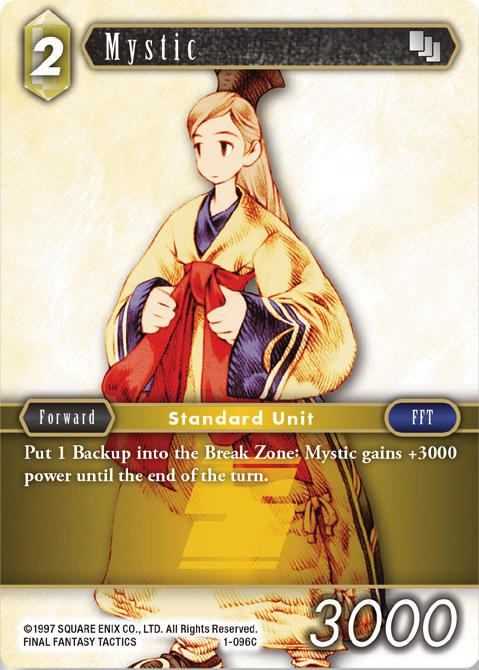 2
Mystic
Forward
Standard Unit
FFT
Put 1 Backup into the Break Zone: Mystic gains +3000
power until the end of the turn.
3000
©1997 SQUARE ENIX CO., LTD. All Rights Reserved.
FINAL FANTASY TACTICS
1-096C